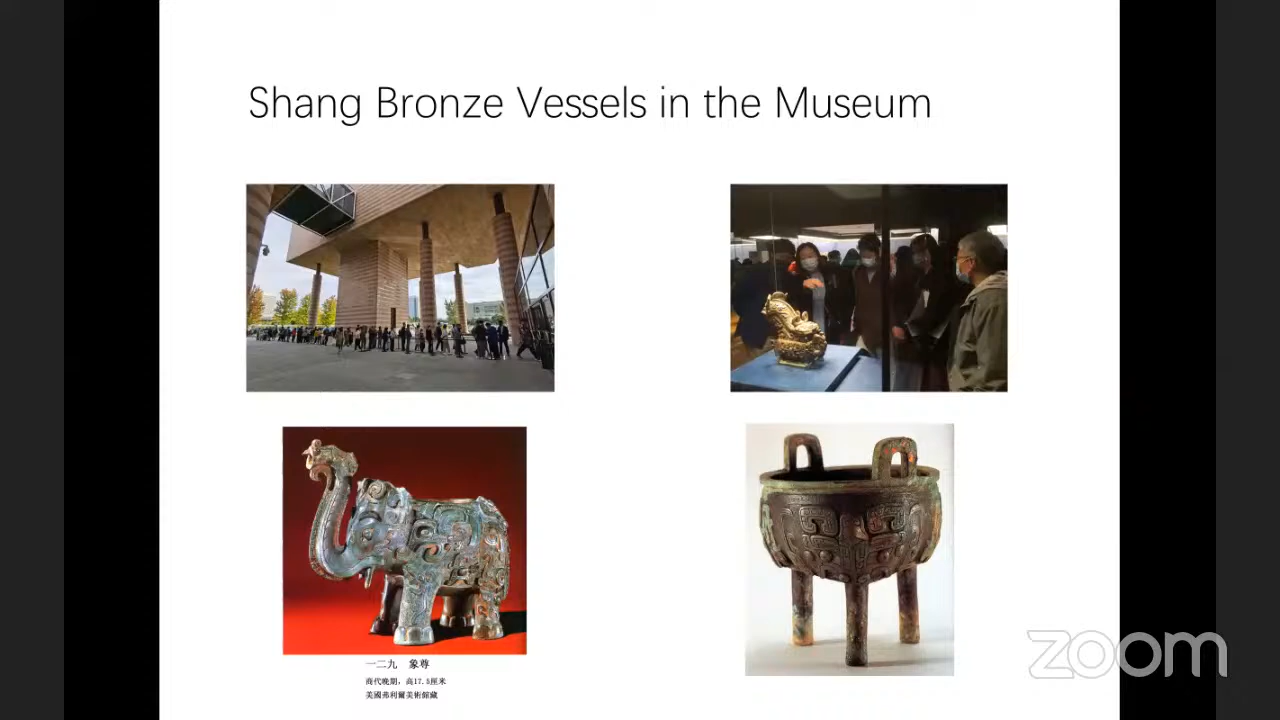 Shang Bronze Vessels in the Museum
一二九 象尊
商代晚期，高17.5厘米
美國弗利爾美術館藏
zoom